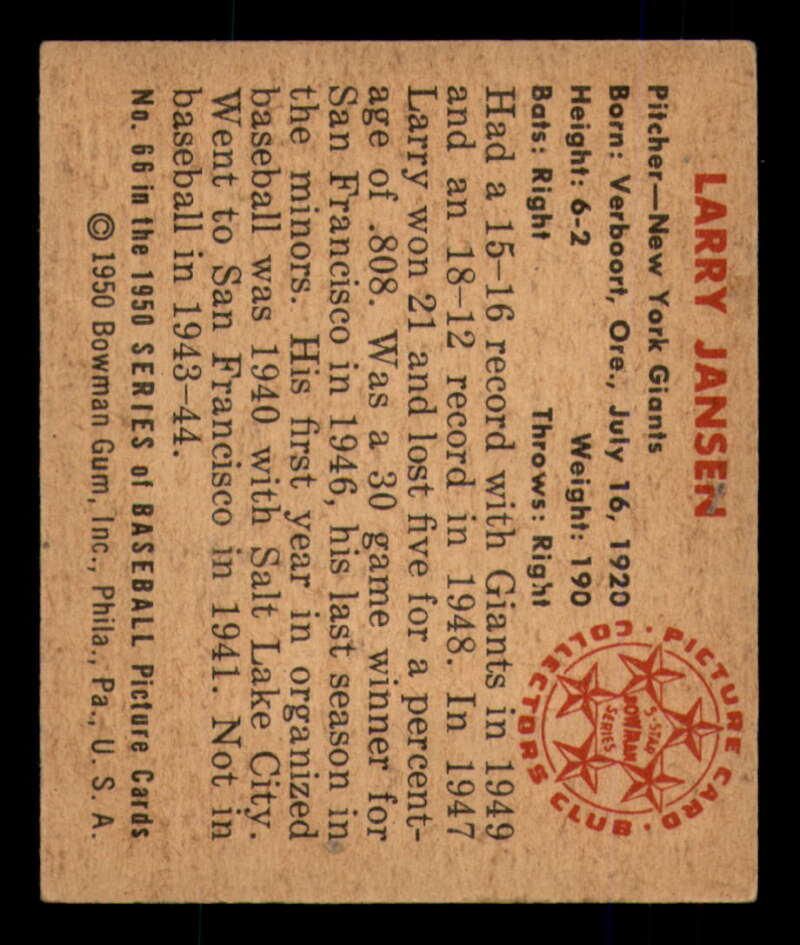 LARRY JANSEN
Pitcher—New York Giants
Born: Verboort, Ore., July 16, 1920
Height: 6-2 Weight: 190
Bats: Right Throws: Right
Had a 15-16 record with Giants in 1949
and an 18-12 record in 1948. In 1947
Larry won 21 and lost five for a percent-
age of .808. Was a 30 game winner for
San Francisco in 1946, his last season in
the minors. His first year in organized
baseball was 1940 with Salt Lake City.
Went to San Francisco in 1941. Not in
baseball in 1943-44.
No. 66 in the 1950 SERIES of BASEBALL Picture Cards
© 1950 Bowman Gum, Inc., Phila., Pa., U. S. A.
PICTURE CARD COLLECTORS CLUB
5-STAR
BOWMAN
SERIES